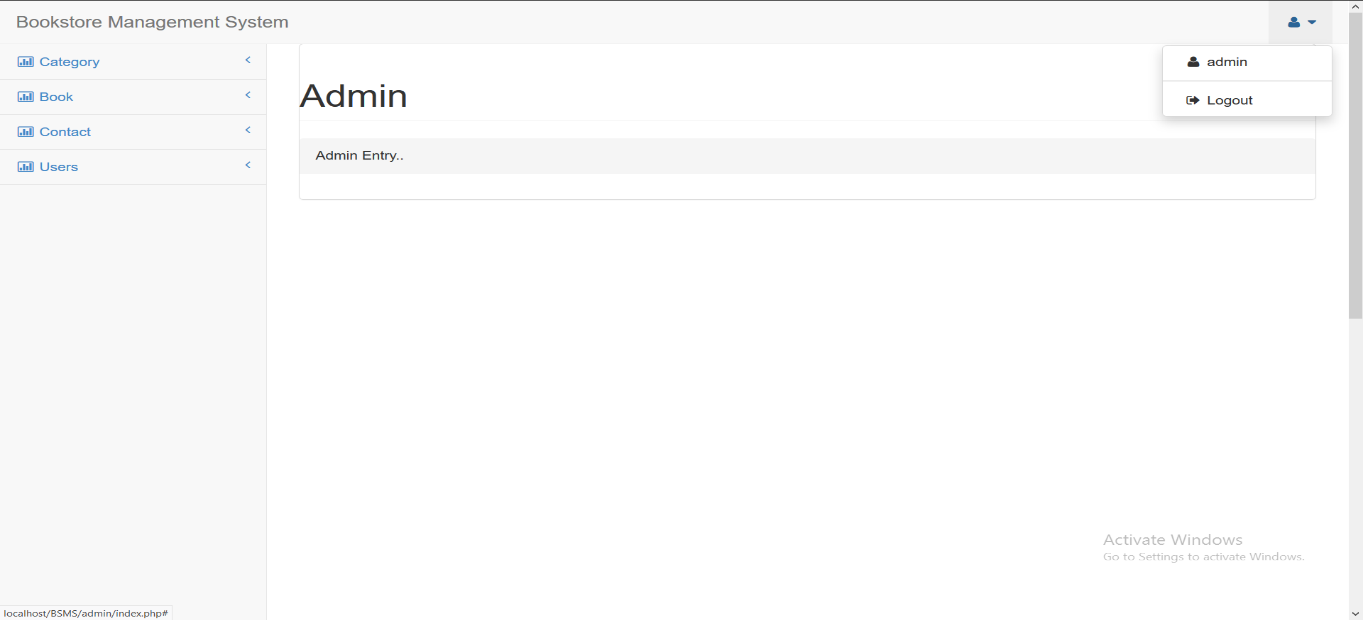 Bookstore Management System
Category
Book
Contact
Users
Admin
Admin Entry..
admin
Logout
Activate Windows
Go to Settings to activate Windows.
localhost/BSMS/admin/index.php#